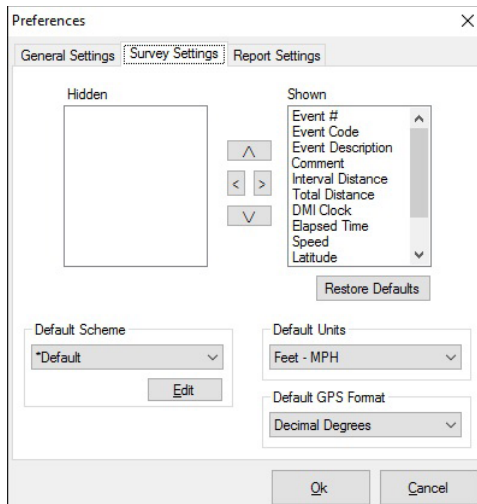 Preferences
General Settings Survey Settings Report Settings
Hidden Shown
Event #
Event Code
Event Description
Comment
Interval Distance
Total Distance
DMI Clock
Elapsed Time
Speed
Latitude
Restore Defaults
Default Scheme Default Units
*Default Feet - MPH
Edit
Default GPS Format
Decimal Degrees
Ok Cancel